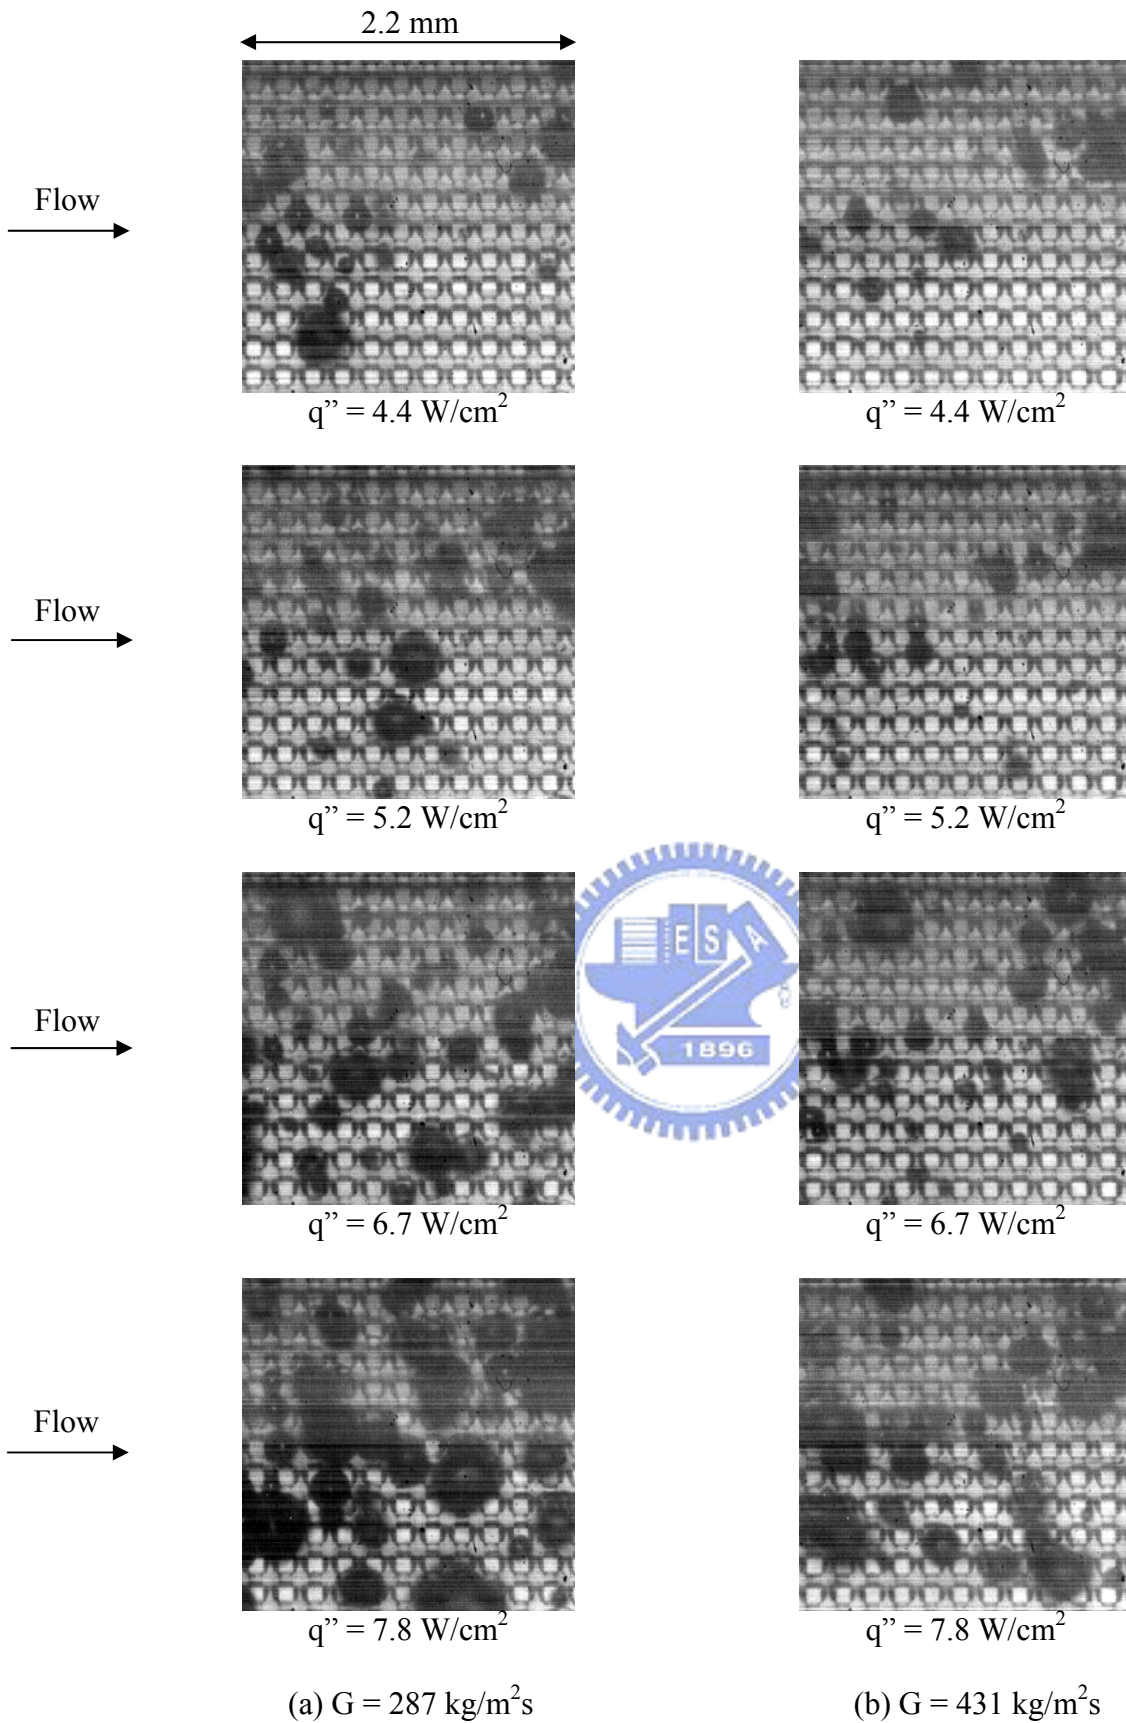 2.2 mm
Flow
q” = 4.4 W/cm²
q” = 4.4 W/cm²
Flow
q” = 5.2 W/cm²
q” = 5.2 W/cm²
E S A
1896
Flow
q” = 6.7 W/cm²
q” = 6.7 W/cm²
Flow
q” = 7.8 W/cm²
q” = 7.8 W/cm²
(a) G = 287 kg/m²s
(b) G = 431 kg/m²s